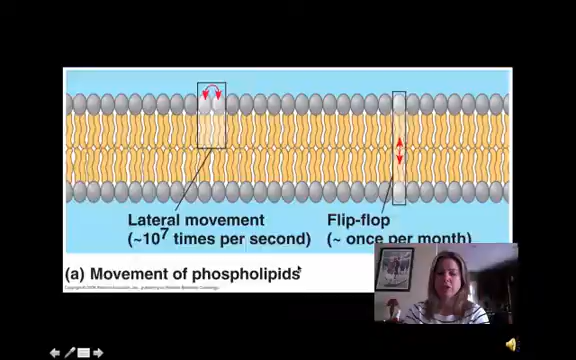 Lateral movement
(~10⁷ times per second)
Flip-flop
(~ once per month)
(a) Movement of phospholipids